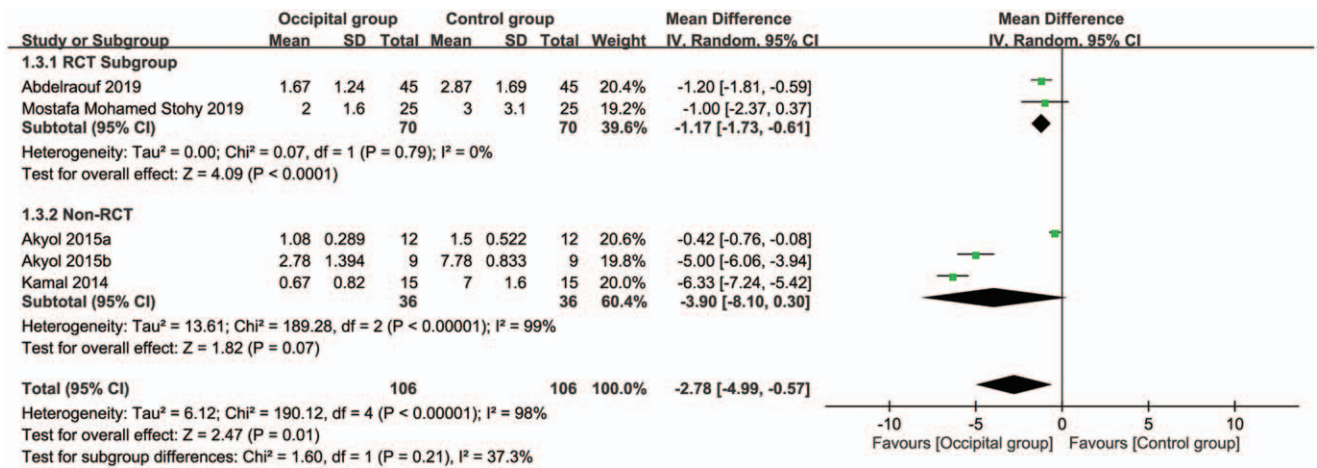 Occipital group Control group Mean Difference Mean Difference
Study or Subgroup Mean SD Total Mean SD Total Weight IV, Random, 95% CI IV, Random, 95% CI
1.3.1 RCT Subgroup
Abdelraouf 2019 1.67 1.24 45 2.87 1.69 45 20.4% -1.20 [-1.81, -0.59]
Mostafa Mohamed Stohy 2019 2 1.6 25 3 3.1 25 19.2% -1.00 [-2.37, 0.37]
Subtotal (95% CI) 70 70 39.6% -1.17 [-1.73, -0.61]
Heterogeneity: Tau² = 0.00; Chi² = 0.07, df = 1 (P = 0.79); I² = 0%
Test for overall effect: Z = 4.09 (P < 0.0001)
1.3.2 Non-RCT
Akyol 2015a 1.08 0.289 12 1.5 0.522 12 20.6% -0.42 [-0.76, -0.08]
Akyol 2015b 2.78 1.394 9 7.78 0.833 9 19.8% -5.00 [-6.06, -3.94]
Kamal 2014 0.67 0.82 15 7 1.6 15 20.0% -6.33 [-7.24, -5.42]
Subtotal (95% CI) 36 36 60.4% -3.90 [-8.10, 0.30]
Heterogeneity: Tau² = 13.61; Chi² = 189.28, df = 2 (P < 0.00001); I² = 99%
Test for overall effect: Z = 1.82 (P = 0.07)
Total (95% CI) 106 106 100.0% -2.78 [-4.99, -0.57]
Heterogeneity: Tau² = 6.12; Chi² = 190.12, df = 4 (P < 0.00001); I² = 98%
Test for overall effect: Z = 2.47 (P = 0.01)
Test for subgroup differences: Chi² = 1.60, df = 1 (P = 0.21), I² = 37.3%
-10 -5 0 5 10
Favours [Occipital group] Favours [Control group]